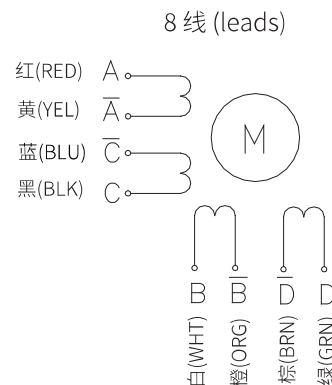 8 线 (leads)
红(RED) A
黄(YEL) A̅
蓝(BLU) C̅
黑(BLK) C
M
B B̅ D̅ D
白(WHT) 橙(ORG) 棕(BRN) 绿(GRN)